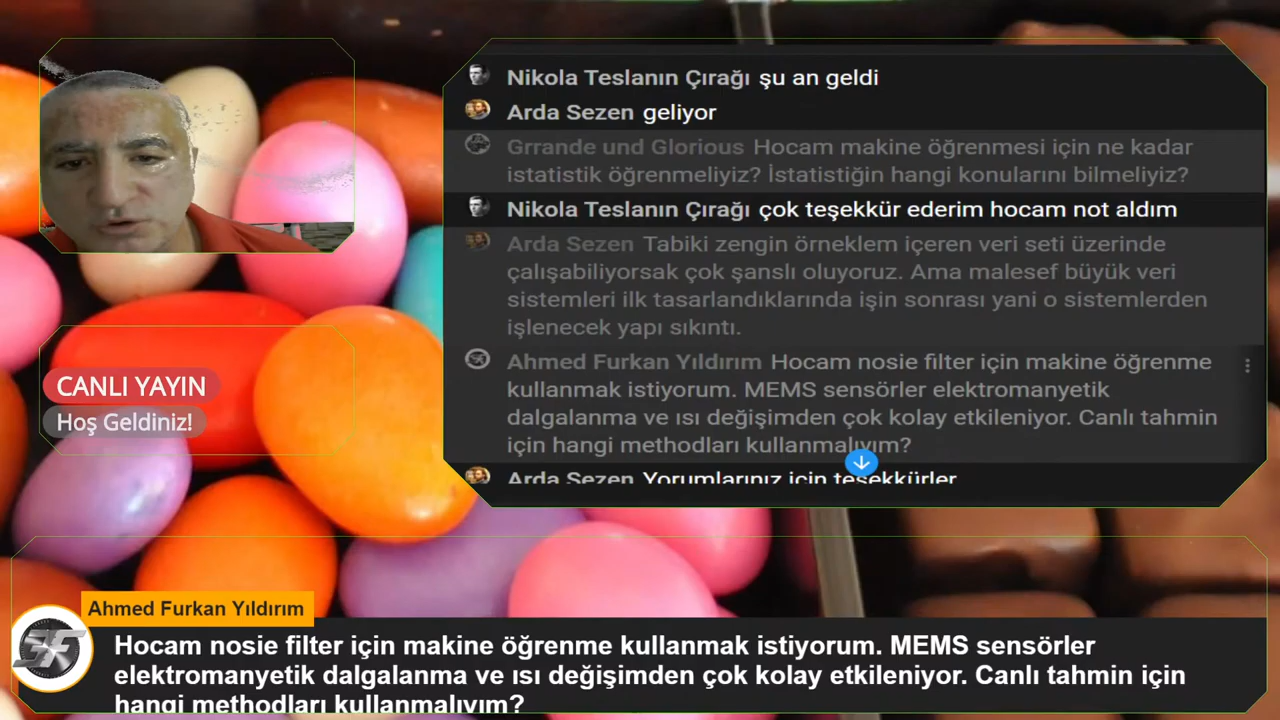 Nikola Teslanın Çırağı şu an geldi
Arda Sezen geliyor
Grrande und Glorious Hocam makine öğrenmesi için ne kadar
istatistik öğrenmeliyiz? İstatistiğin hangi konularını bilmeliyiz?
Nikola Teslanın Çırağı çok teşekkür ederim hocam not aldım
Arda Sezen Tabiki zengin örneklem içeren veri seti üzerinde
çalışabiliyorsak çok şanslı oluyoruz. Ama malesef büyük veri
sistemleri ilk tasarlandıklarında işin sonrası yani o sistemlerden
işlenecek yapı sıkıntı.
Ahmed Furkan Yıldırım Hocam nosie filter için makine öğrenme
kullanmak istiyorum. MEMS sensörler elektromanyetik
dalgalanma ve ısı değişimden çok kolay etkileniyor. Canlı tahmin
için hangi methodları kullanmalıyım?
Arda Sezen Yorumlarınız için teşekkürler
CANLI YAYIN
Hoş Geldiniz!
Ahmed Furkan Yıldırım
Hocam nosie filter için makine öğrenme kullanmak istiyorum. MEMS sensörler
elektromanyetik dalgalanma ve ısı değişimden çok kolay etkileniyor. Canlı tahmin için
hangi methodları kullanmalıyım?